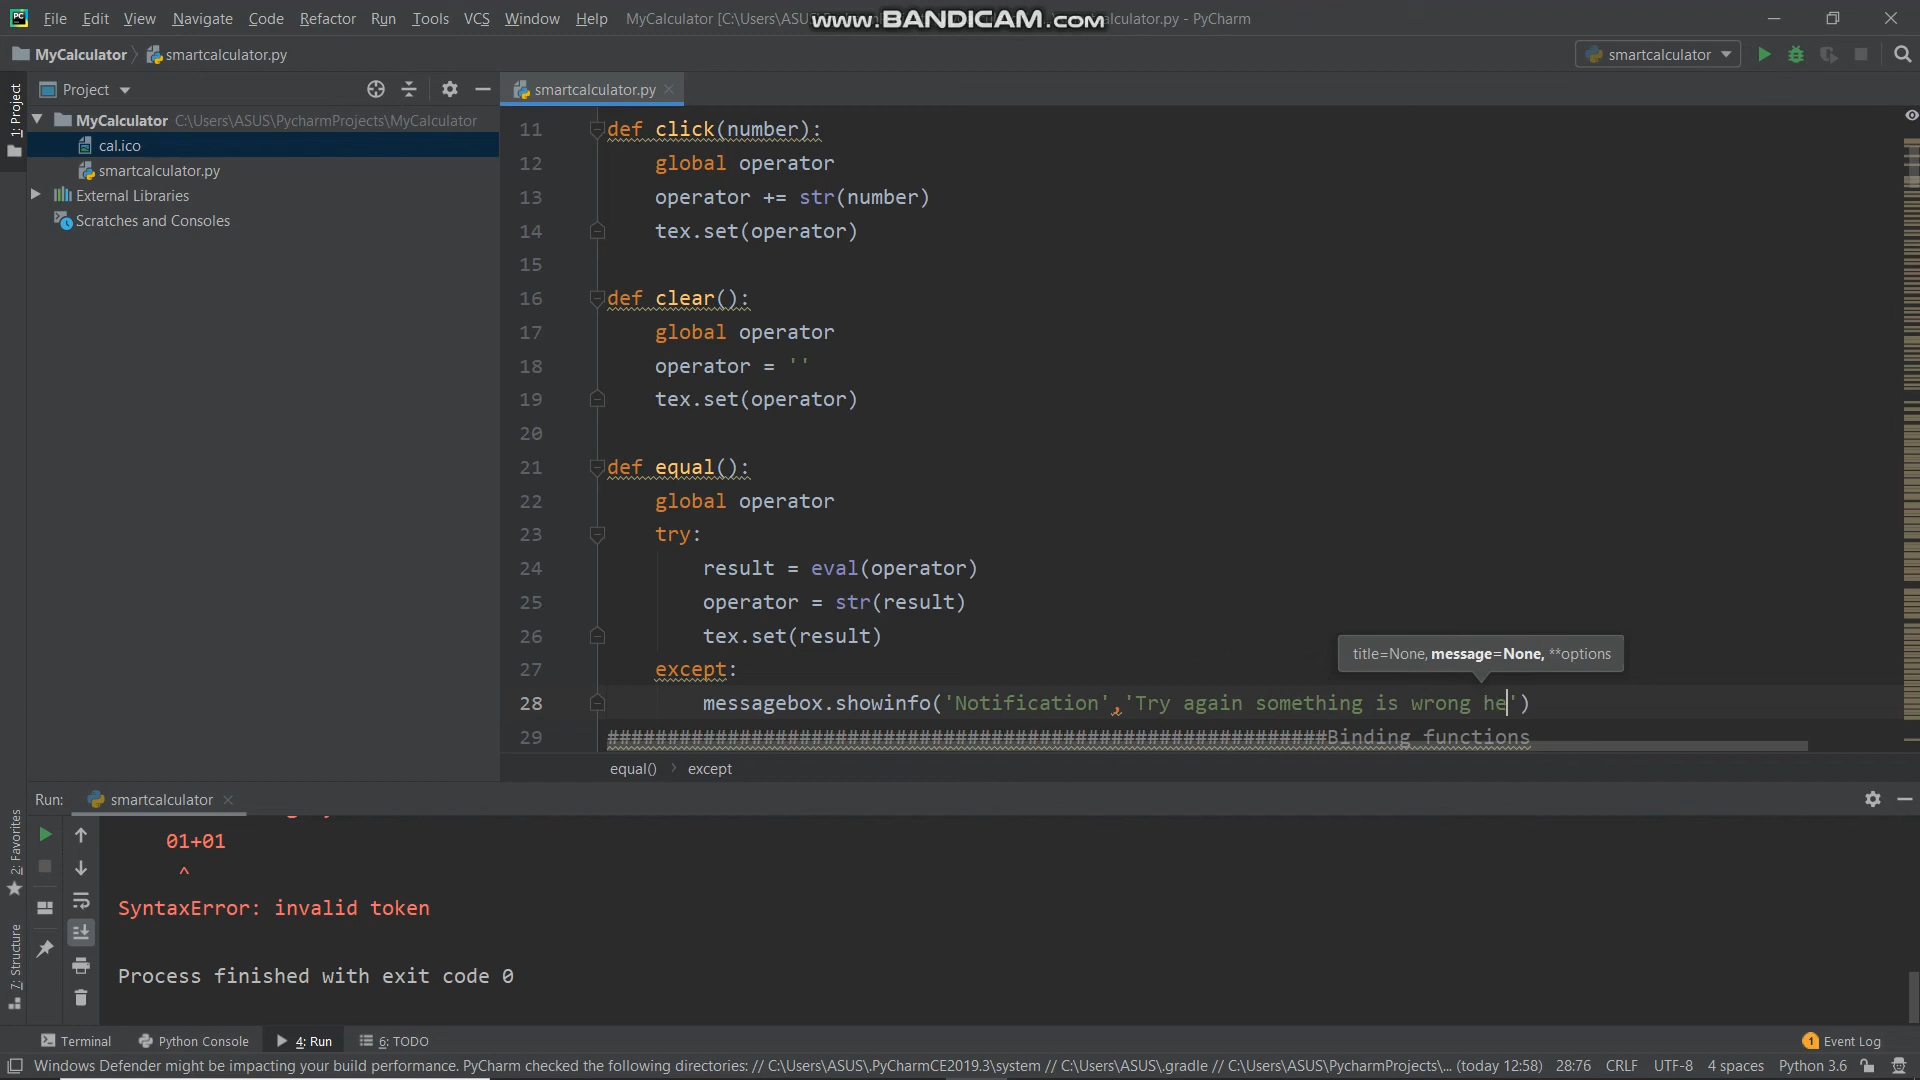 File Edit View Navigate Code Refactor Run Tools VCS Window Help MyCalculator [C:\Users\ASUS\ calculator.py - PyCharm
www.BANDICAM.com
MyCalculator smartcalculator.py
smartcalculator
1: Project
Project
smartcalculator.py
MyCalculator C:\Users\ASUS\PycharmProjects\MyCalculator
cal.ico
smartcalculator.py
External Libraries
Scratches and Consoles
11 def click(number):
12 global operator
13 operator += str(number)
14 tex.set(operator)
15
16 def clear():
17 global operator
18 operator = ''
19 tex.set(operator)
20
21 def equal():
22 global operator
23 try:
24 result = eval(operator)
25 operator = str(result)
26 tex.set(result)
27 except:
title=None, message=None, **options
28 messagebox.showinfo('Notification','Try again something is wrong he')
29 ############################################################Binding functions
equal() except
Run: smartcalculator
2: Favorites
7: Structure
01+01
^
SyntaxError: invalid token
Process finished with exit code 0
Terminal Python Console 4: Run 6: TODO
1 Event Log
Windows Defender might be impacting your build performance. PyCharm checked the following directories: // C:\Users\ASUS\.PyCharmCE2019.3\system // C:\Users\ASUS\.gradle // C:\Users\ASUS\PycharmProjects\... (today 12:58) 28:76 CRLF UTF-8 4 spaces Python 3.6